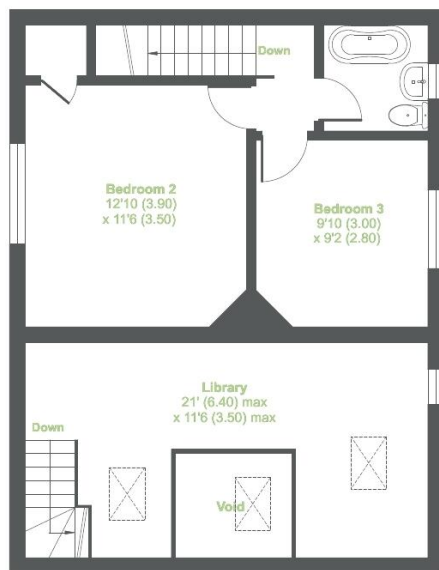 Down
Bedroom 2
12'10 (3.90)
x 11'6 (3.50)
Bedroom 3
9'10 (3.00)
x 9'2 (2.80)
Library
21' (6.40) max
x 11'6 (3.50) max
Down
Void